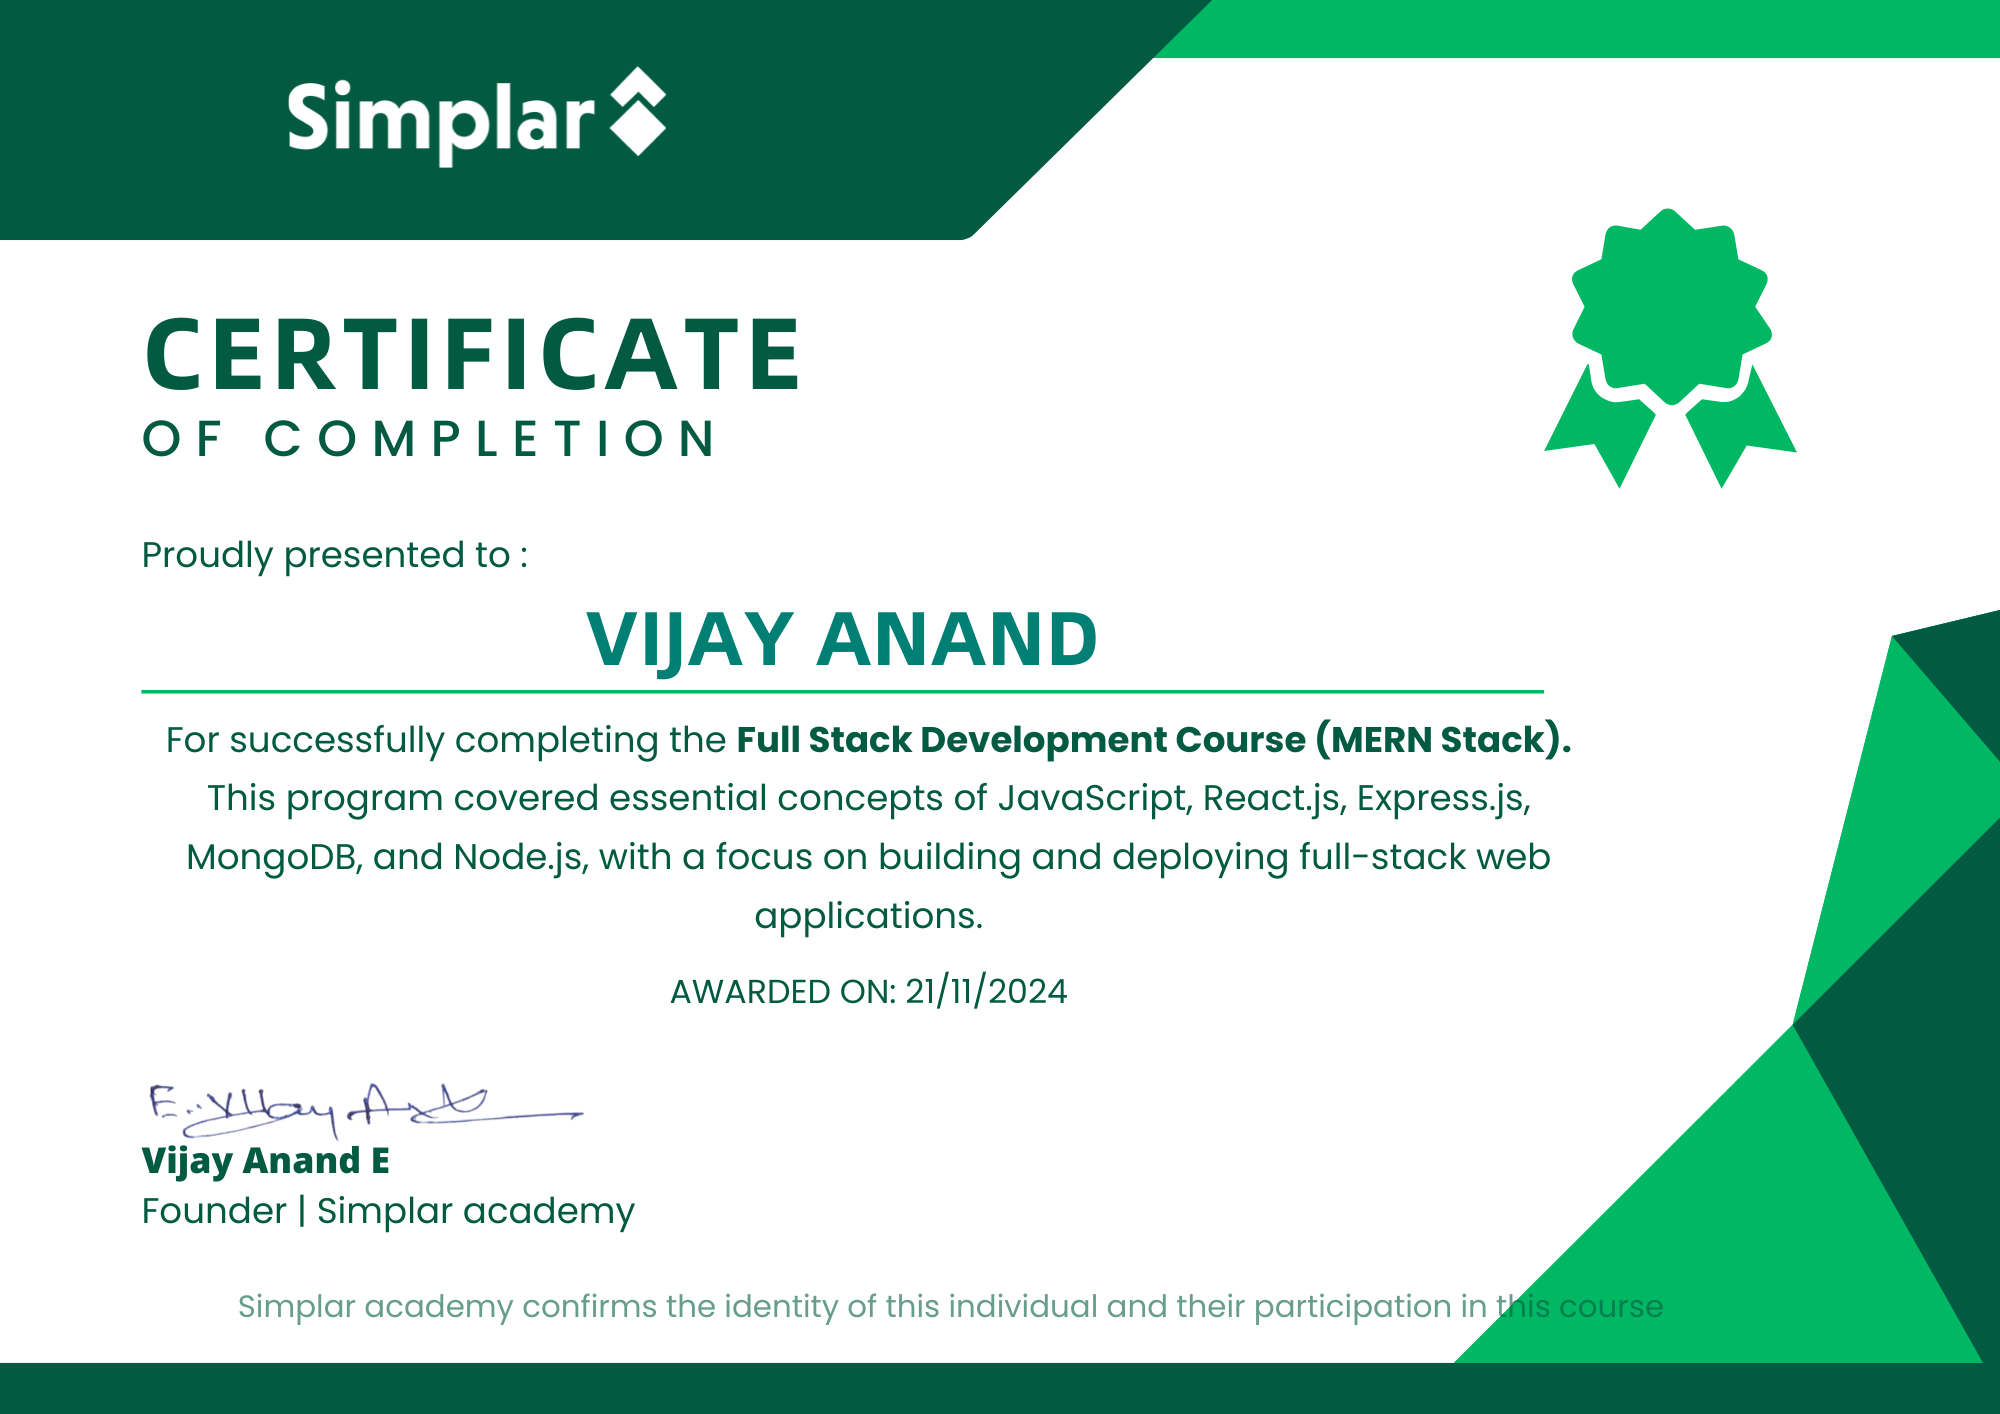 Simplar
CERTIFICATE
OF COMPLETION
Proudly presented to :
VIJAY ANAND
For successfully completing the Full Stack Development Course (MERN Stack).
This program covered essential concepts of JavaScript, React.js, Express.js,
MongoDB, and Node.js, with a focus on building and deploying full-stack web
applications.
AWARDED ON: 21/11/2024
E. Vijay Anand
Vijay Anand E
Founder | Simplar academy
Simplar academy confirms the identity of this individual and their participation in this course